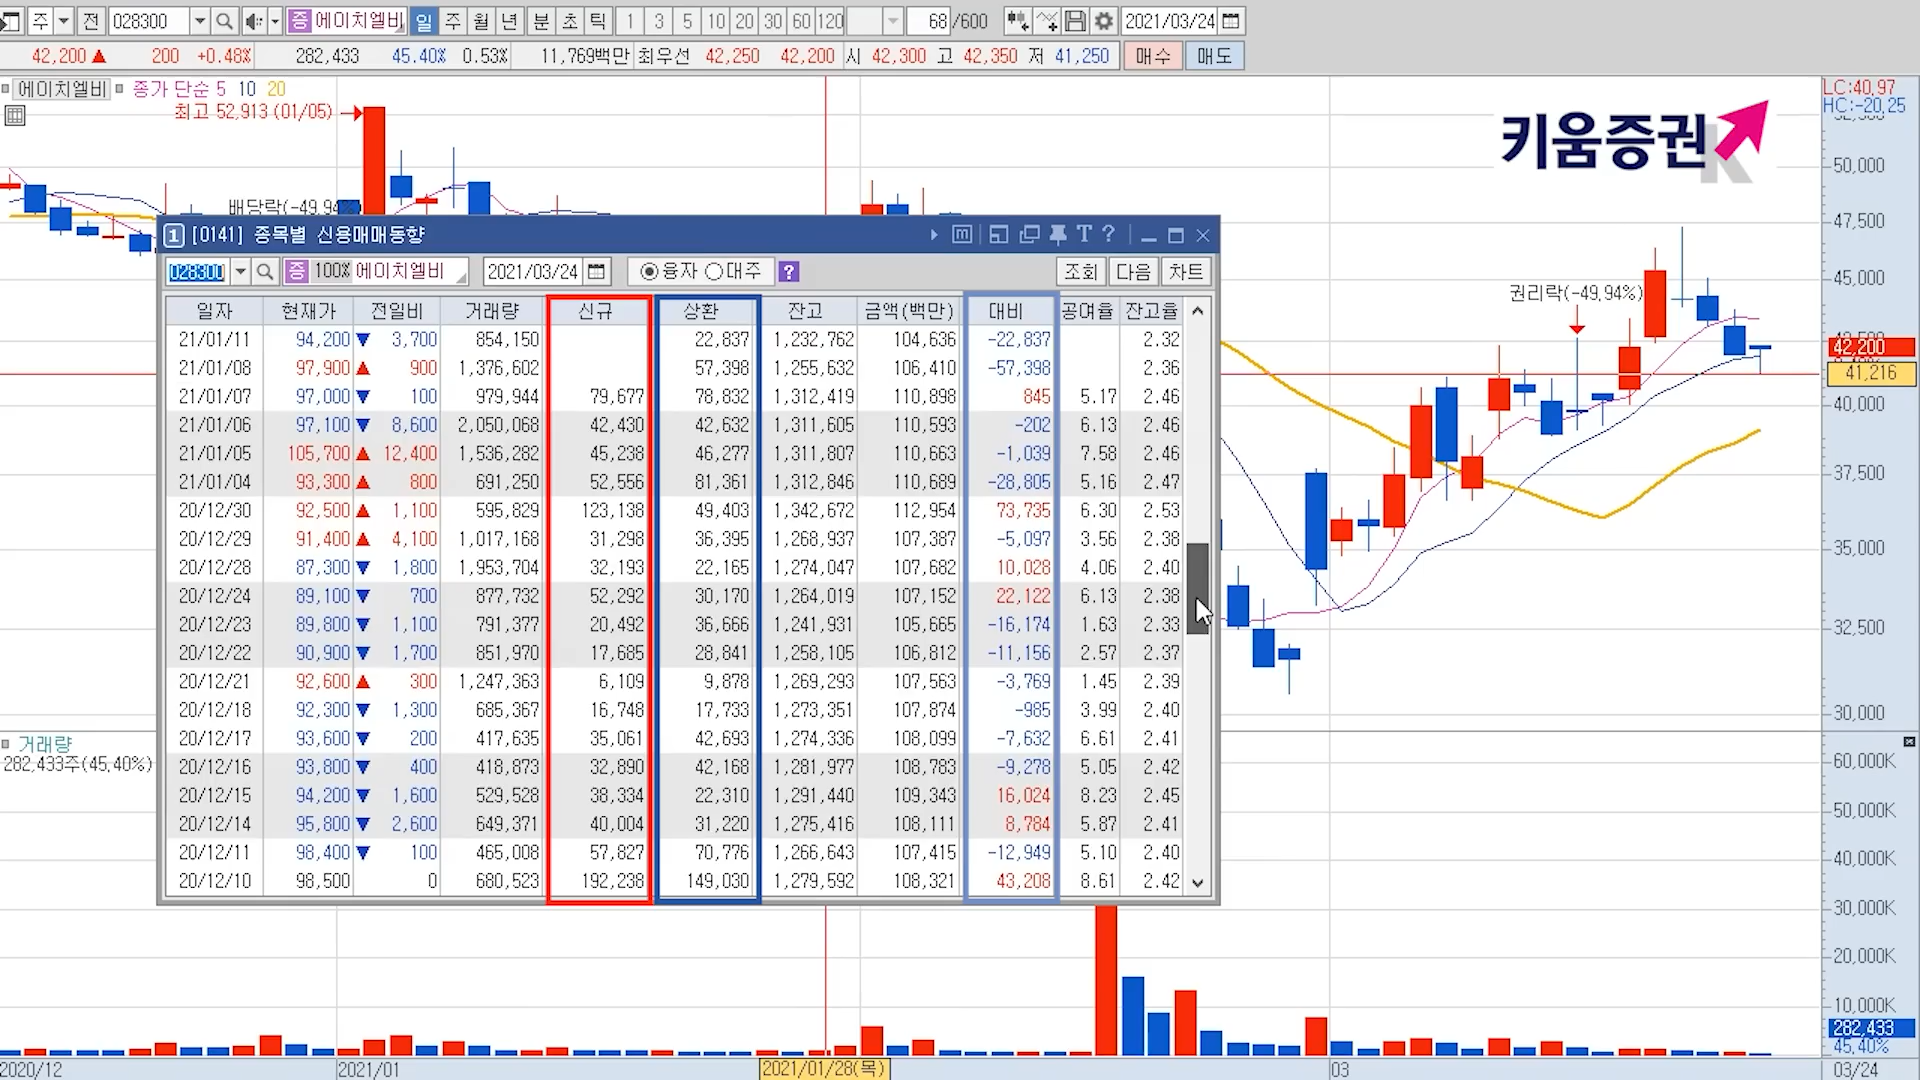 주 전 028300 증 에이치엘비 일 주 월 년 분 초 틱 1 3 5 10 20 30 60 120 68 /600 2021/03/24
42,200 ▲ 200 +0.48% 282,433 45.40% 0.53% 11,769백만 최우선 42,250 42,200 시 42,300 고 42,350 저 41,250 매수 매도
에이치엘비 종가 단순 5 10 20
최고 52,913 (01/05)
LC:40.97
HC:-20.25
키움증권
배당락(-49.94%)
권리락(-49.94%)
1 [0141] 종목별 신용매매동향
028300 증 100% 에이치엘비 2021/03/24 융자 대주 ? 조회 다음 차트
일자 현재가 전일비 거래량 신규 상환 잔고 금액(백만) 대비 공여율 잔고율
21/01/11 94,200 ▼ 3,700 854,150 22,837 1,232,762 104,636 -22,837 2.32
21/01/08 97,900 ▲ 900 1,376,602 57,398 1,255,632 106,410 -57,398 2.36
21/01/07 97,000 ▼ 100 979,944 79,677 78,832 1,312,419 110,898 845 5.17 2.46
21/01/06 97,100 ▼ 8,600 2,050,068 42,430 42,632 1,311,605 110,593 -202 6.13 2.46
21/01/05 105,700 ▲ 12,400 1,536,282 45,238 46,277 1,311,807 110,663 -1,039 7.58 2.46
21/01/04 93,300 ▲ 800 691,250 52,556 81,361 1,312,846 110,689 -28,805 5.16 2.47
20/12/30 92,500 ▲ 1,100 595,829 123,138 49,403 1,342,672 112,954 73,735 6.30 2.53
20/12/29 91,400 ▲ 4,100 1,017,168 31,298 36,395 1,268,937 107,387 -5,097 3.56 2.38
20/12/28 87,300 ▼ 1,800 1,953,704 32,193 22,165 1,274,047 107,682 10,028 4.06 2.40
20/12/24 89,100 ▼ 700 877,732 52,292 30,170 1,264,019 107,152 22,122 6.13 2.38
20/12/23 89,800 ▼ 1,100 791,377 20,492 36,666 1,241,931 105,665 -16,174 1.63 2.33
20/12/22 90,900 ▼ 1,700 851,970 17,685 28,841 1,258,105 106,812 -11,156 2.57 2.37
20/12/21 92,600 ▲ 300 1,247,363 6,109 9,878 1,269,293 107,563 -3,769 1.45 2.39
20/12/18 92,300 ▼ 1,300 685,367 16,748 17,733 1,273,351 107,874 -985 3.99 2.40
20/12/17 93,600 ▼ 200 417,635 35,061 42,693 1,274,336 108,099 -7,632 6.61 2.41
20/12/16 93,800 ▼ 400 418,873 32,890 42,168 1,281,977 108,783 -9,278 5.05 2.42
20/12/15 94,200 ▼ 1,600 529,528 38,334 22,310 1,291,440 109,343 16,024 8.23 2.45
20/12/14 95,800 ▼ 2,600 649,371 40,004 31,220 1,275,416 108,111 8,784 5.87 2.41
20/12/11 98,400 ▼ 100 465,008 57,827 70,776 1,266,643 107,415 -12,949 5.10 2.40
20/12/10 98,500 0 680,523 192,238 149,030 1,279,592 108,321 43,208 8.61 2.42
50,000
47,500
45,000
42,200
41,216
40,000
37,500
35,000
32,500
30,000
거래량
282,433주(45.40%)
60,000K
50,000K
40,000K
30,000K
20,000K
10,000K
282,433
45.40%
2020/12 2021/01 2021/01/28(목) 03 03/24